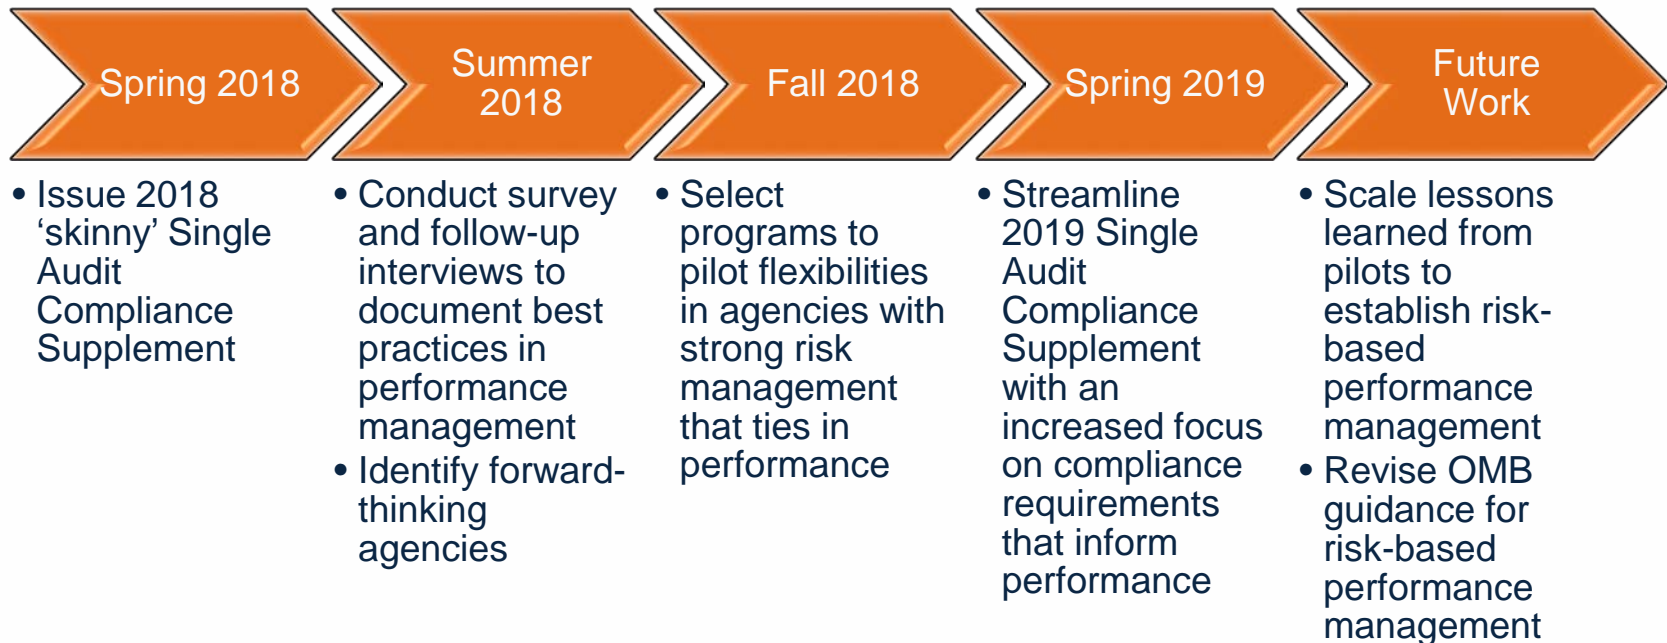 Spring 2018
Summer
2018
Fall 2018
Spring 2019
Future
Work
• Issue 2018
‘skinny’ Single
Audit
Compliance
Supplement
• Conduct survey
and follow-up
interviews to
document best
practices in
performance
management
• Identify forward-
thinking
agencies
• Select
programs to
pilot flexibilities
in agencies with
strong risk
management
that ties in
performance
• Streamline
2019 Single
Audit
Compliance
Supplement
with an
increased focus
on compliance
requirements
that inform
performance
• Scale lessons
learned from
pilots to
establish risk-
based
performance
management
• Revise OMB
guidance for
risk-based
performance
management